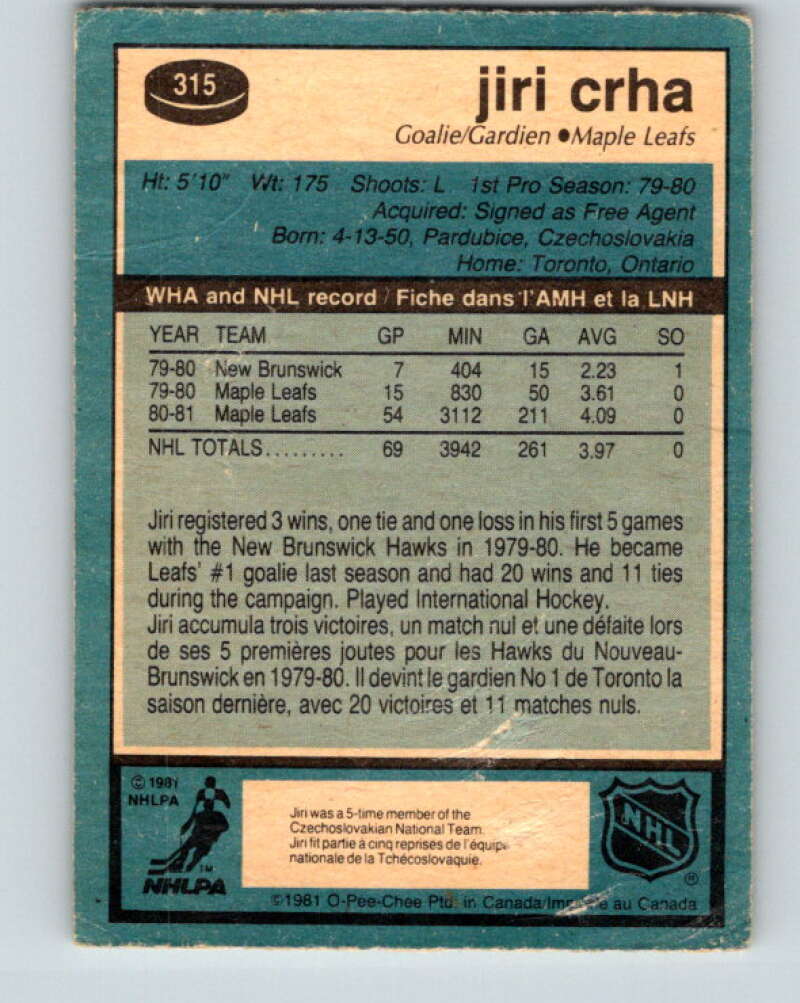 315
jiri crha
Goalie/Gardien ●Maple Leafs
Ht: 5'10" Wt: 175 Shoots: L 1st Pro Season: 79-80
Acquired: Signed as Free Agent
Born: 4-13-50, Pardubice, Czechoslovakia
Home: Toronto, Ontario
WHA and NHL record / Fiche dans l'AMH et la LNH
YEAR TEAM GP MIN GA AVG SO
79-80 New Brunswick 7 404 15 2.23 1
79-80 Maple Leafs 15 830 50 3.61 0
80-81 Maple Leafs 54 3112 211 4.09 0
NHL TOTALS......... 69 3942 261 3.97 0
Jiri registered 3 wins, one tie and one loss in his first 5 games
with the New Brunswick Hawks in 1979-80. He became
Leafs' #1 goalie last season and had 20 wins and 11 ties
during the campaign. Played International Hockey.
Jiri accumula trois victoires, un match nul et une défaite lors
de ses 5 premières joutes pour les Hawks du Nouveau-
Brunswick en 1979-80. Il devint le gardien No 1 de Toronto la
saison dernière, avec 20 victoires et 11 matches nuls.
© 1981
NHLPA
NHLPA
TM
Jiri was a 5-time member of the
Czechoslovakian National Team.
Jiri fit partie à cinq reprises de l'équipe
nationale de la Tchécoslovaquie.
NHL
®
©1981 O-Pee-Chee Ptd. in Canada/ au Canada